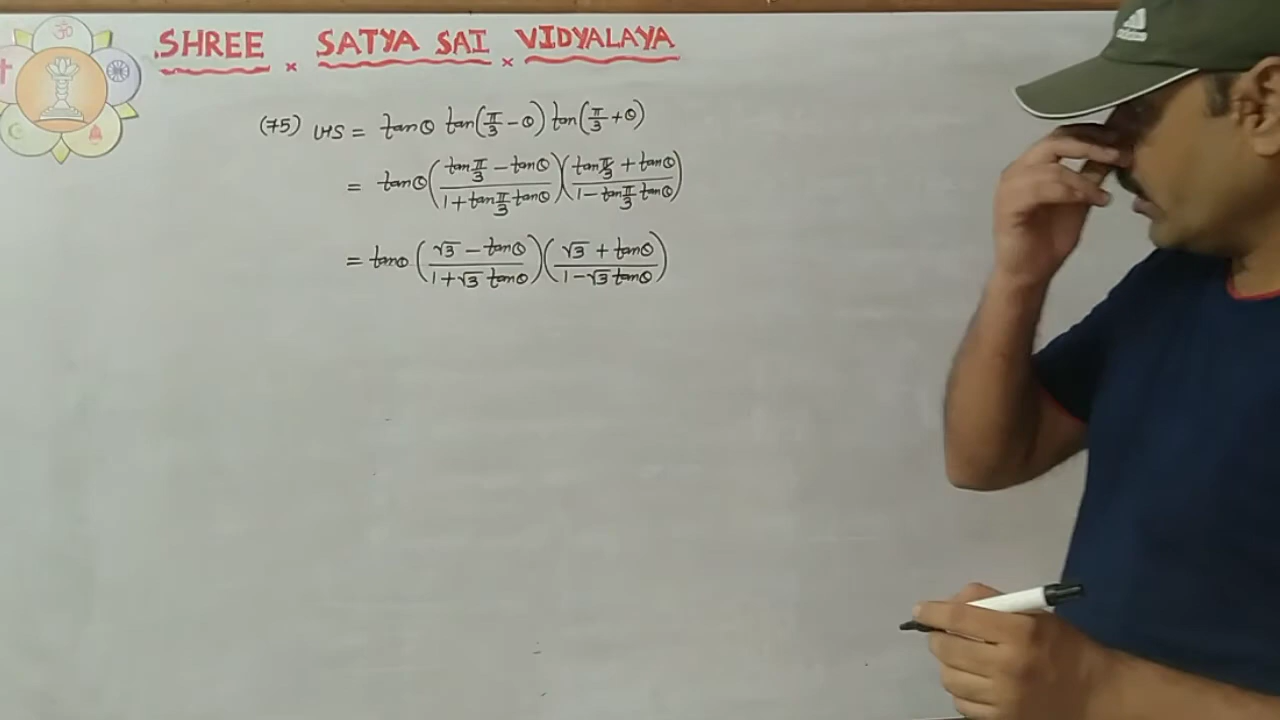 SHREE × SATYA SAI × VIDYALAYA
(75) LHS = tanθ tan(π/3 - θ) tan(π/3 + θ)
= tanθ ((tan π/3 - tanθ)/(1 + tan π/3 tanθ)) ((tan π/3 + tanθ)/(1 - tan π/3 tanθ))
= tanθ ((√3 - tanθ)/(1 + √3 tanθ)) ((√3 + tanθ)/(1 - √3 tanθ))